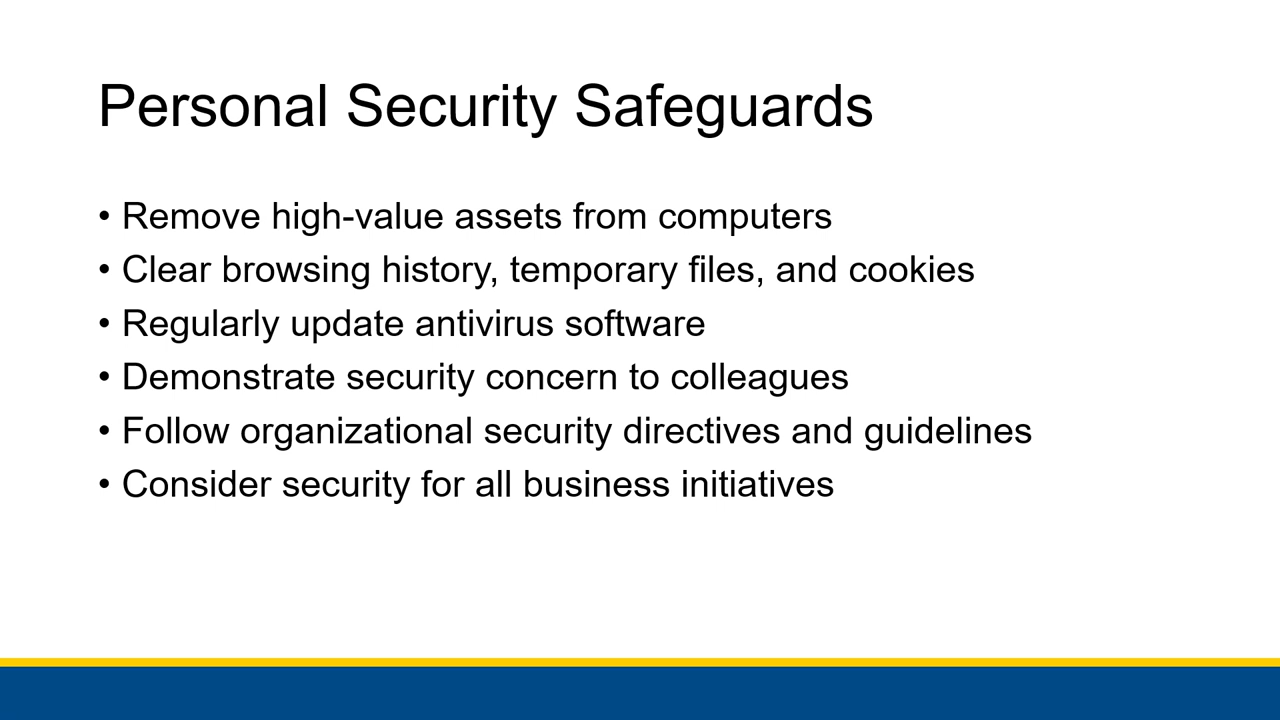 Personal Security Safeguards
• Remove high-value assets from computers
• Clear browsing history, temporary files, and cookies
• Regularly update antivirus software
• Demonstrate security concern to colleagues
• Follow organizational security directives and guidelines
• Consider security for all business initiatives